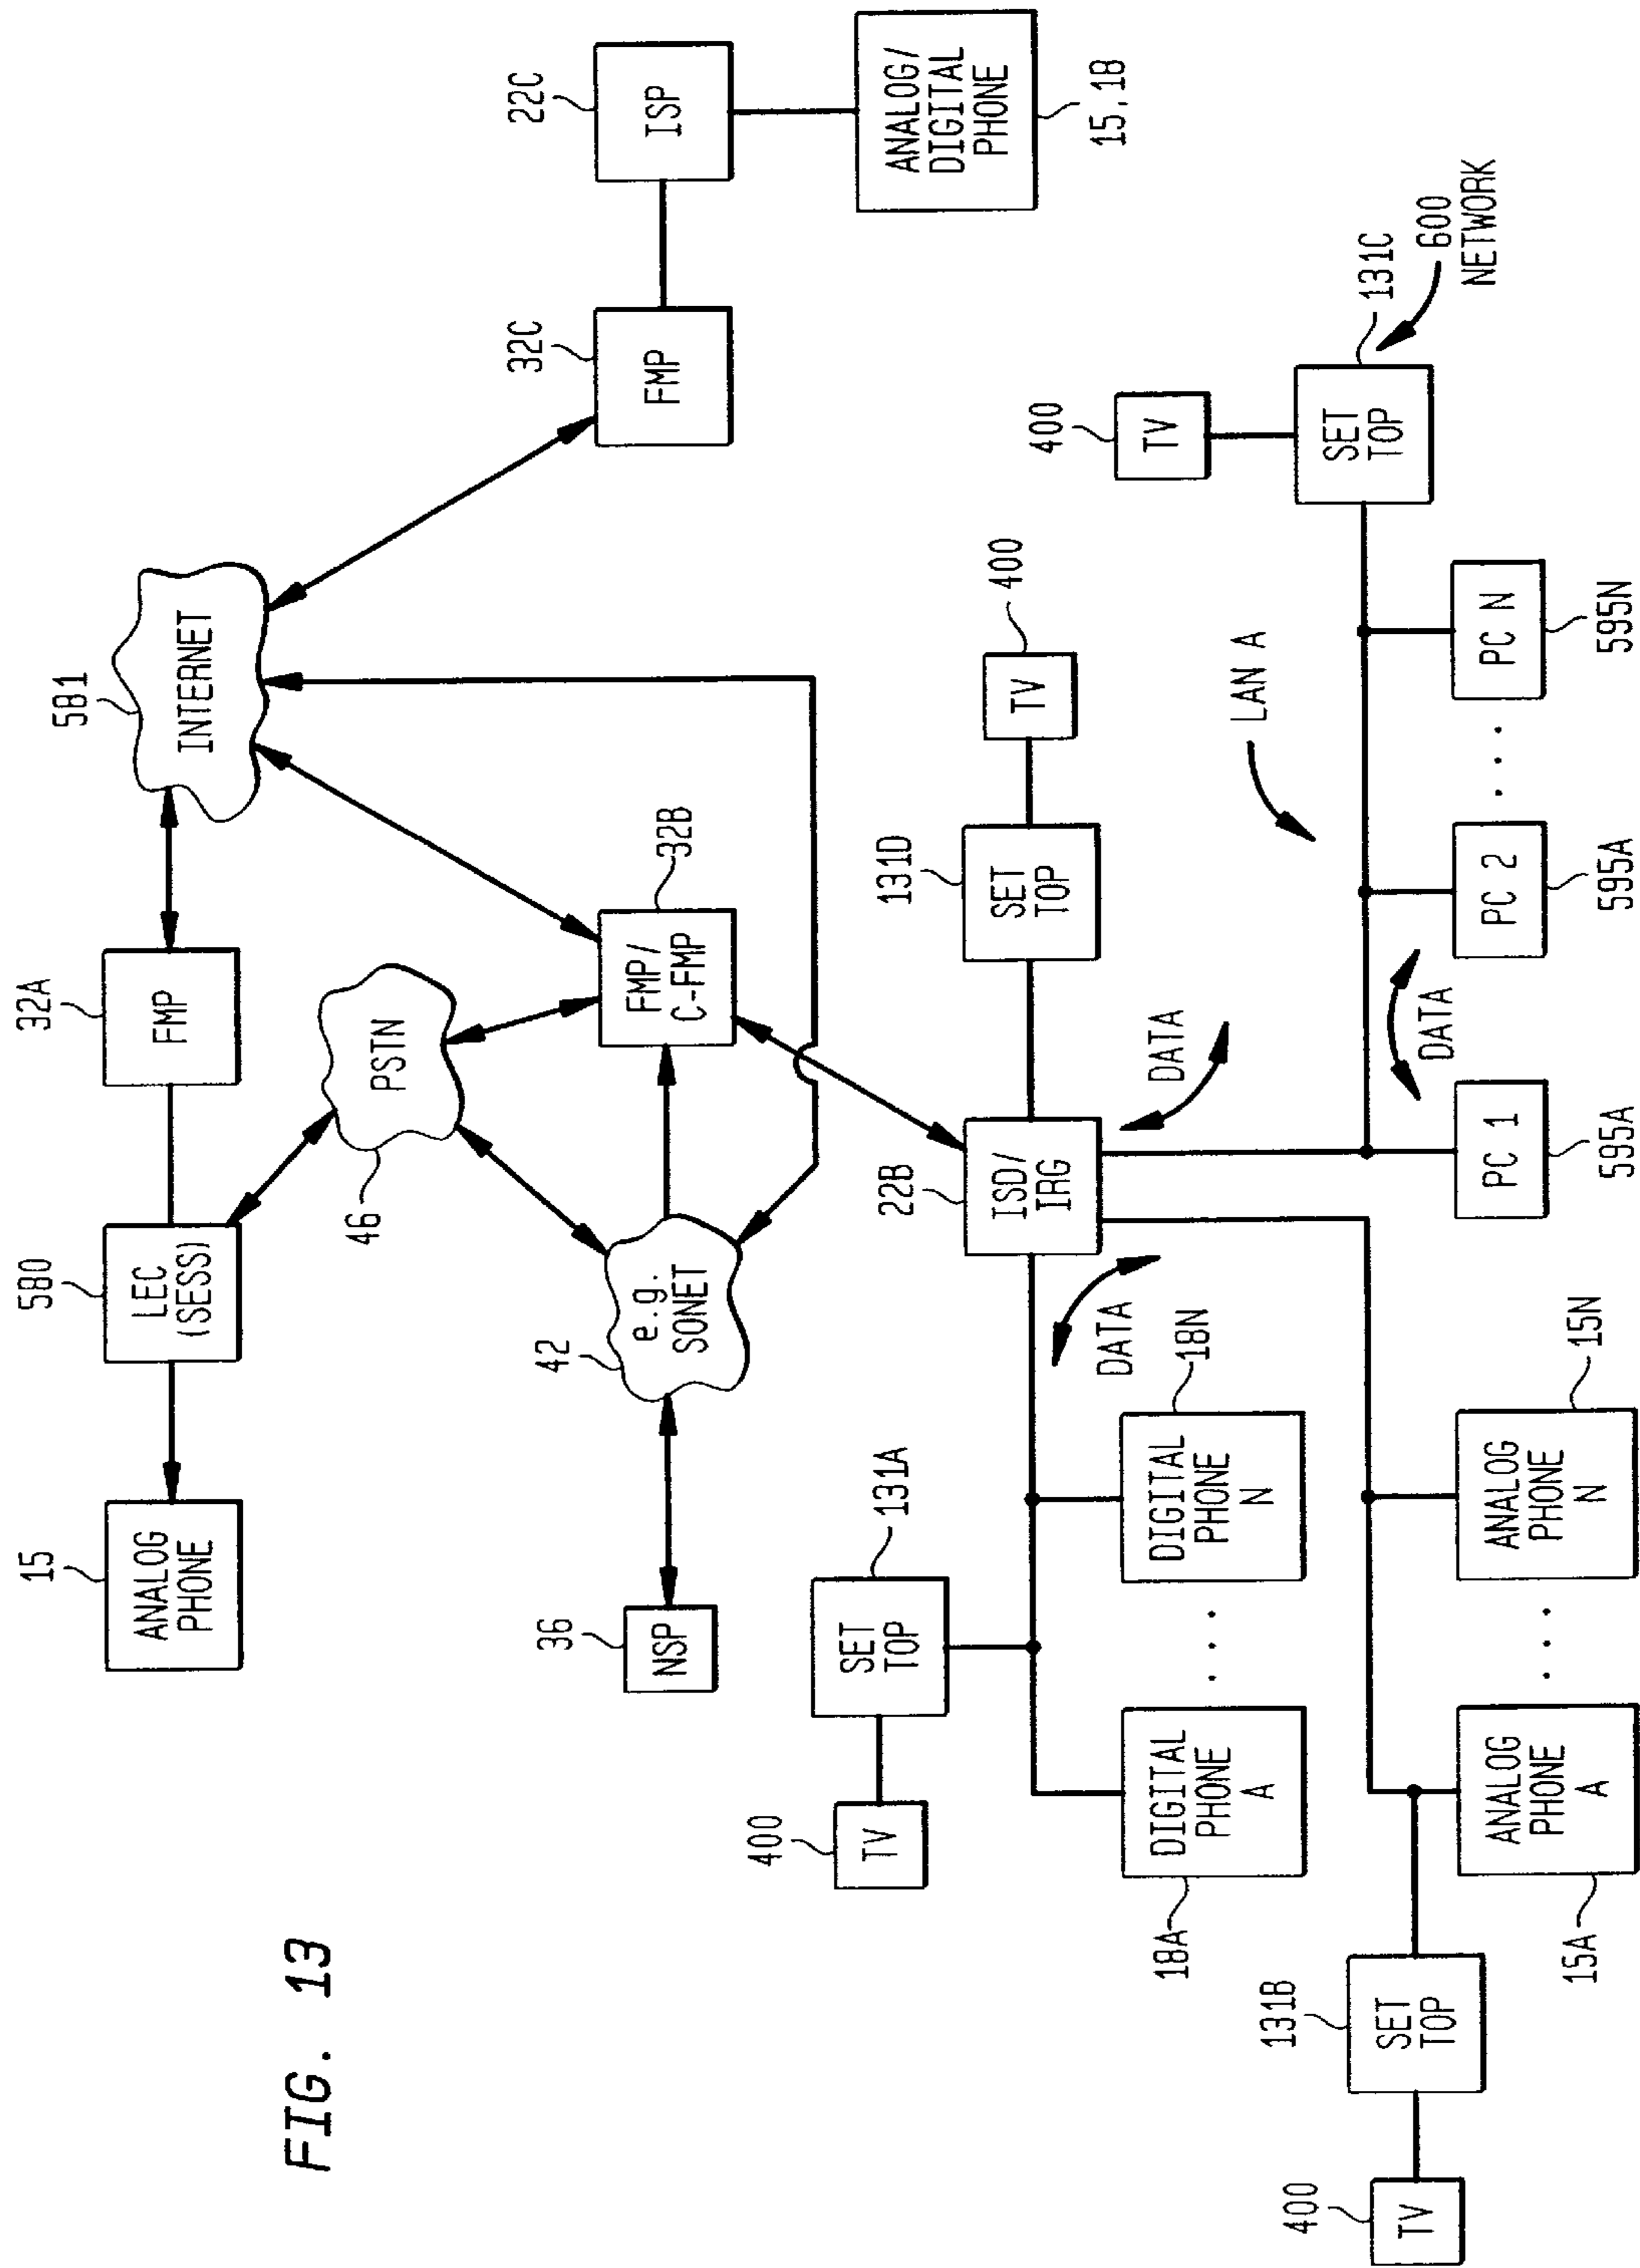 15
580
32A
581
ANALOG
PHONE
LEC
(SESS)
FMP
INTERNET
FIG. 13
46
PSTN
36
NSP
42
e.g.
SONET
FMP/
C-FMP
32B
32C
FMP
22C
ISP
400
TV
SET
TOP
131A
22B
ISD/
IRG
131D
SET
TOP
400
TV
ANALOG/
DIGITAL
PHONE
15,18
18A
DIGITAL
PHONE
A
. . .
DIGITAL
PHONE
N
18N
DATA
DATA
LAN A
400
TV
400
TV
131B
SET
TOP
SET
TOP
131C
600
NETWORK
15A
ANALOG
PHONE
A
. . .
ANALOG
PHONE
N
15N
DATA
PC 1
595A
PC 2
595A
. . . .
PC N
595N